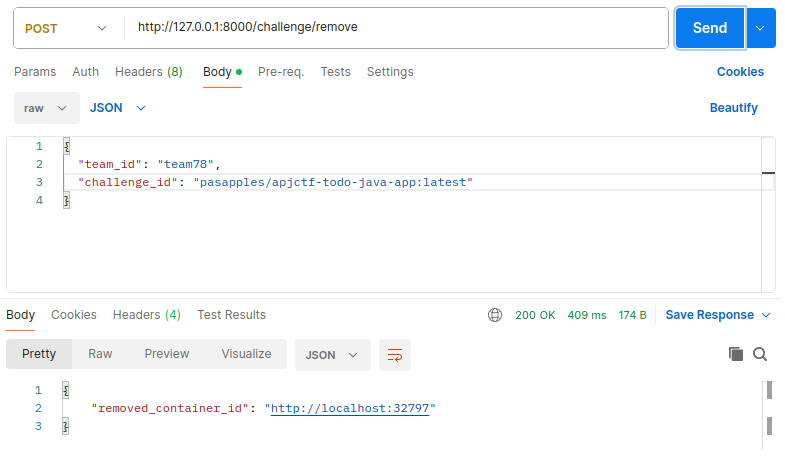 POST http://127.0.0.1:8000/challenge/remove Send
Params Auth Headers (8) Body Pre-req. Tests Settings Cookies
raw JSON Beautify
1 {
2 "team_id": "team78",
3 "challenge_id": "pasapples/apjctf-todo-java-app:latest"
4 }
Body Cookies Headers (4) Test Results 200 OK 409 ms 174 B Save Response
Pretty Raw Preview Visualize JSON
1 {
2 "removed_container_id": "http://localhost:32797"
3 }